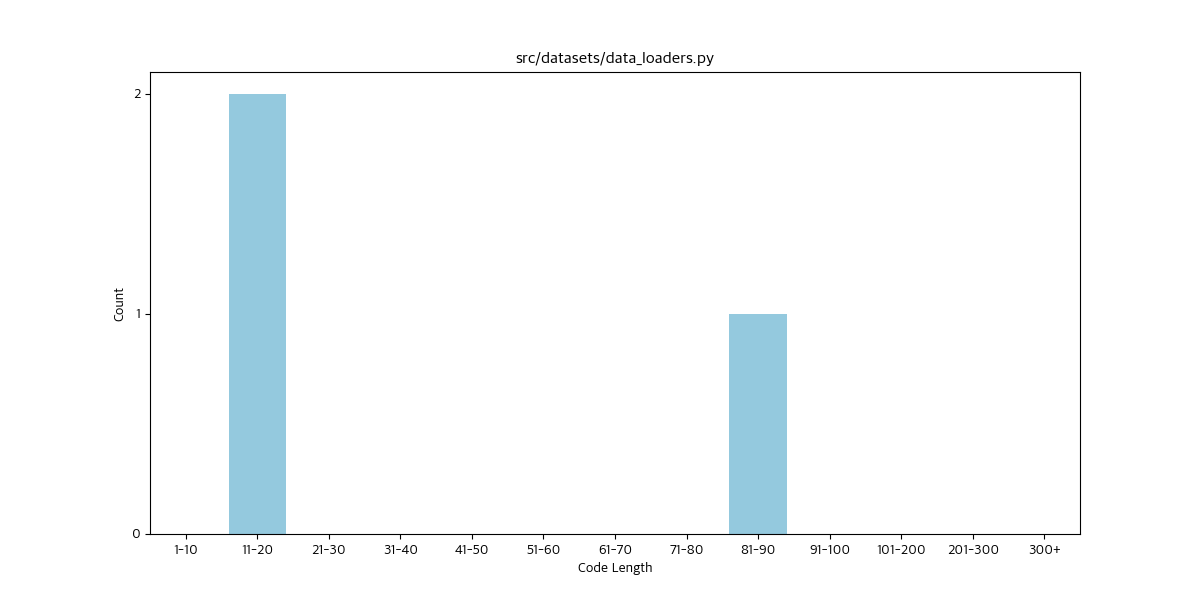 src/datasets/data_loaders.py
2
1
0
Count
1-10 11-20 21-30 31-40 41-50 51-60 61-70 71-80 81-90 91-100 101-200 201-300 300+
Code Length